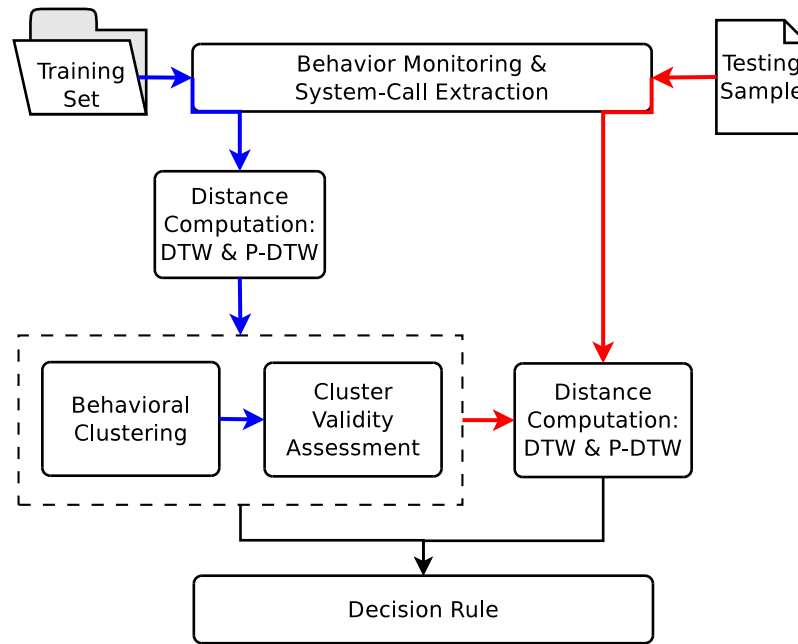 Training
Set
Behavior Monitoring &
System-Call Extraction
Testing
Sample
Distance
Computation:
DTW & P-DTW
Behavioral
Clustering
Cluster
Validity
Assessment
Distance
Computation:
DTW & P-DTW
Decision Rule